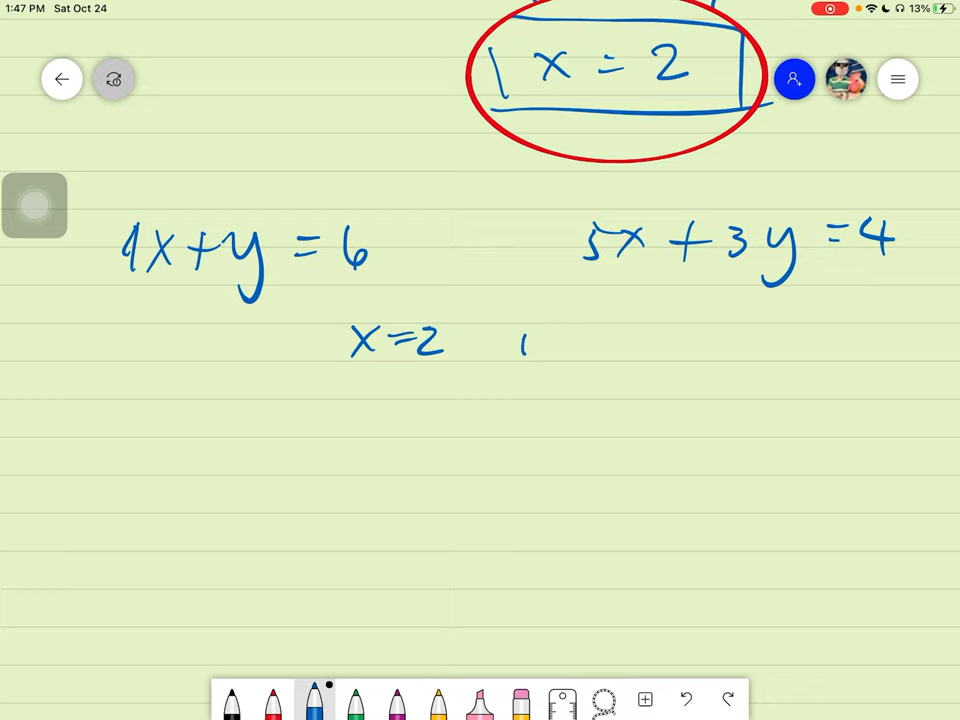 1:47 PM Sat Oct 24 13%
x = 2
4x + y = 6 5x + 3y = 4
x = 2